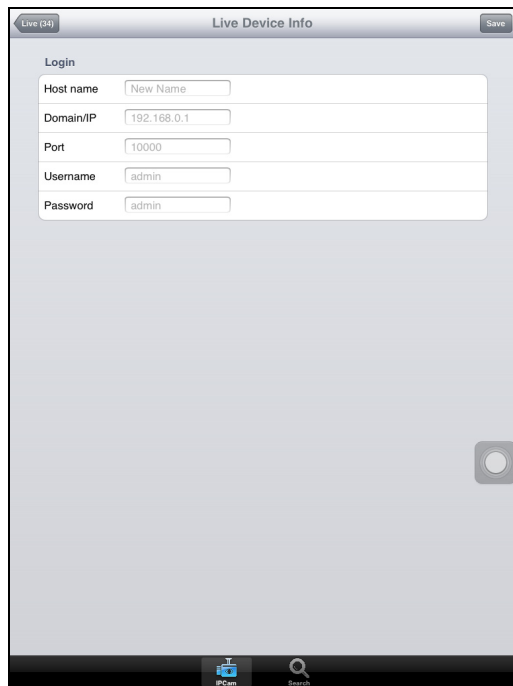 Live (34)
Live Device Info
Save
Login
Host name New Name
Domain/IP 192.168.0.1
Port 10000
Username admin
Password admin
IPCam
Search